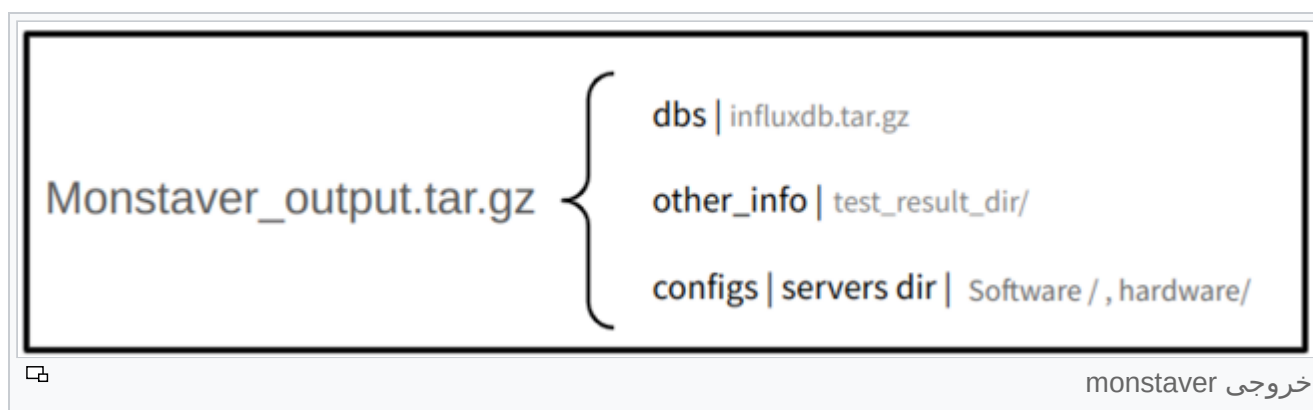 Monstaver_output.tar.gz
dbs | influxdb.tar.gz
other_info | test_result_dir/
configs | servers dir | Software / , hardware/
خروجی monstaver